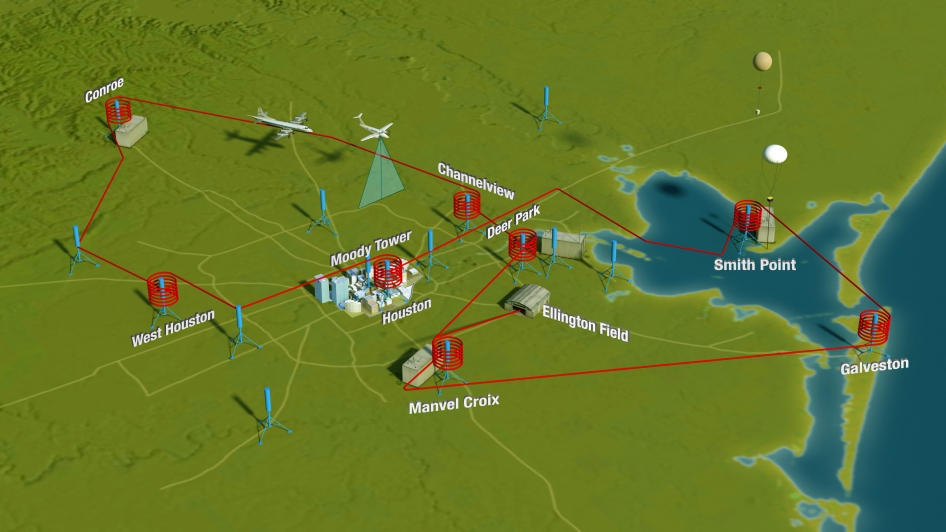 Conroe
Channelview
Deer Park
Moody Tower
Smith Point
Houston
West Houston
Ellington Field
Galveston
Manvel Croix